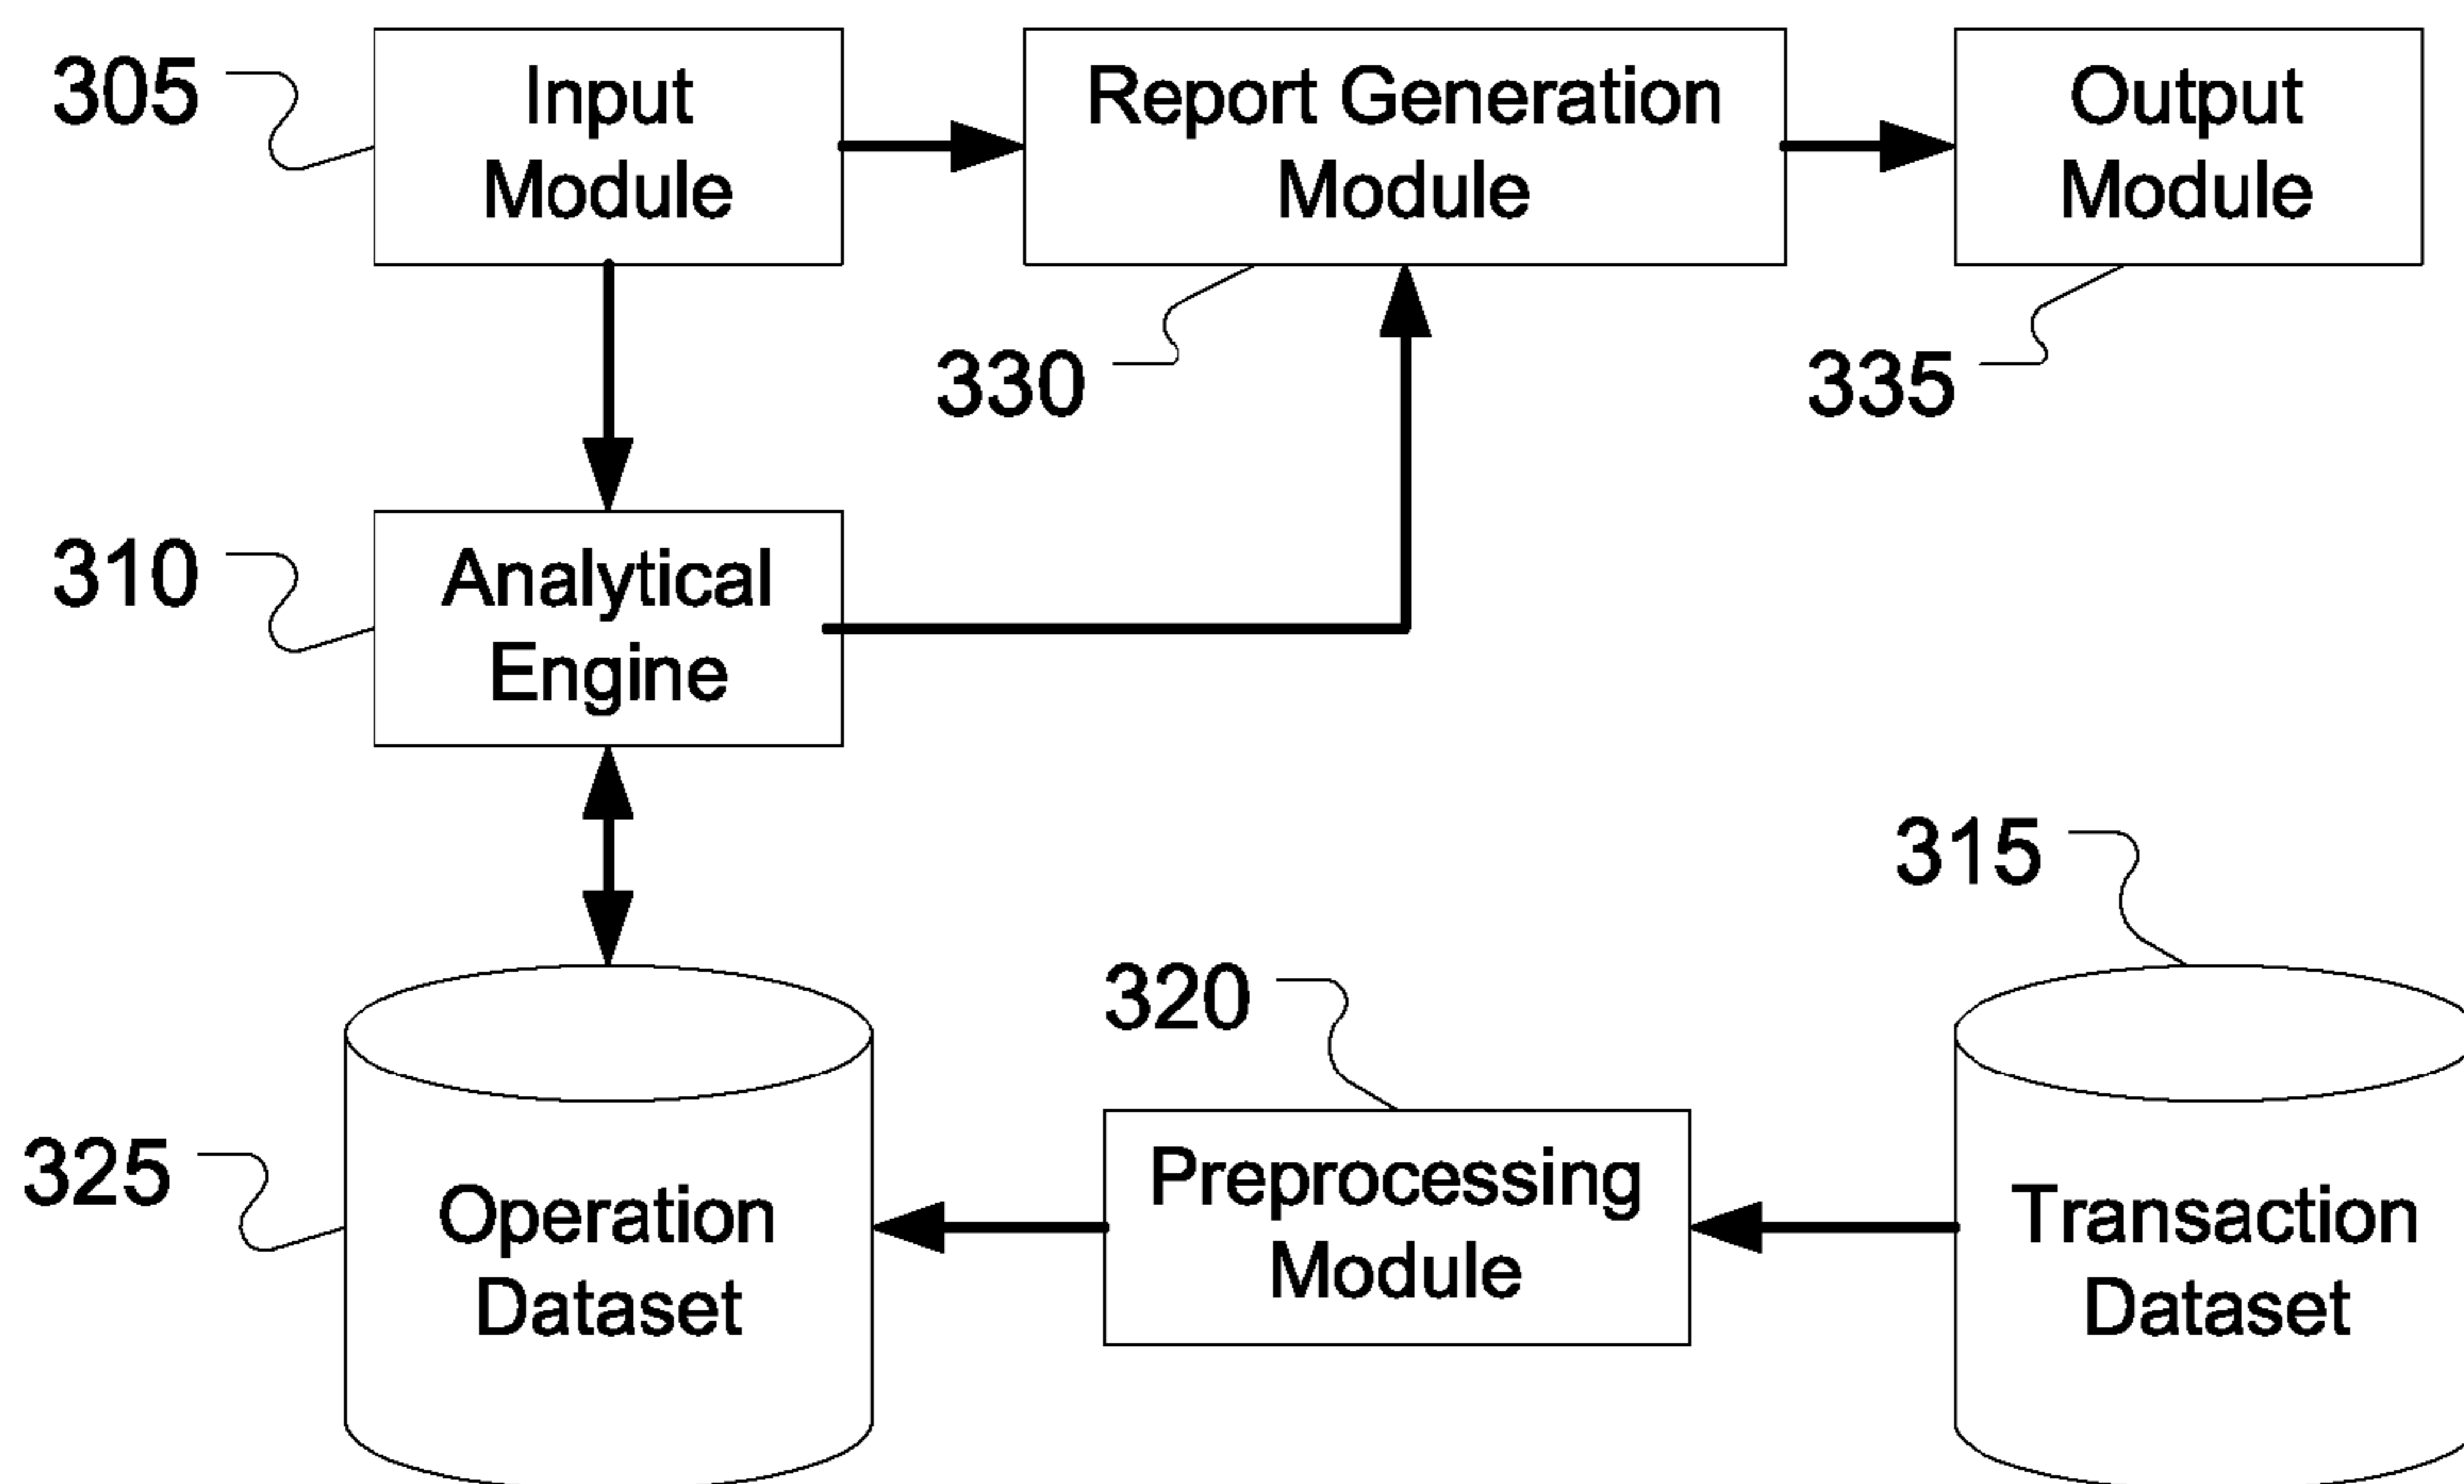 305
Input
Module
Report Generation
Module
Output
Module
330
335
310
Analytical
Engine
315
320
325
Operation
Dataset
Preprocessing
Module
Transaction
Dataset